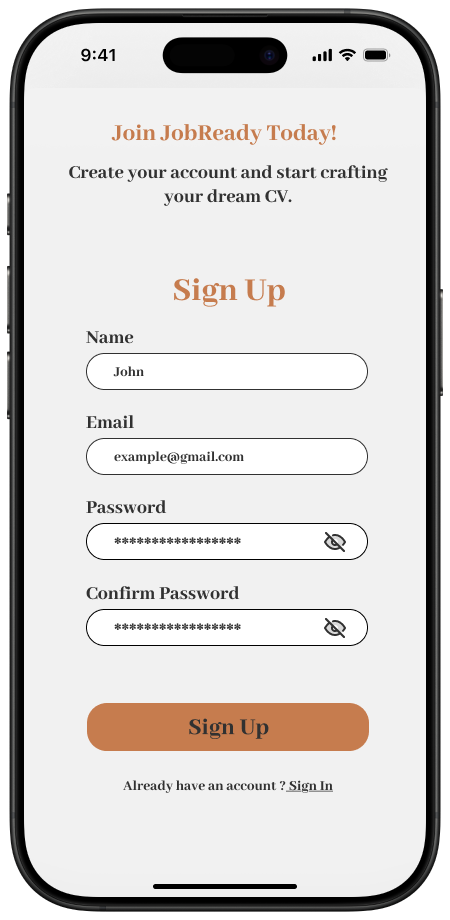 9:41
Join JobReady Today!
Create your account and start crafting
your dream CV.
Sign Up
Name
John
Email
example@gmail.com
Password
*****************
Confirm Password
*****************
Sign Up
Already have an account ? Sign In